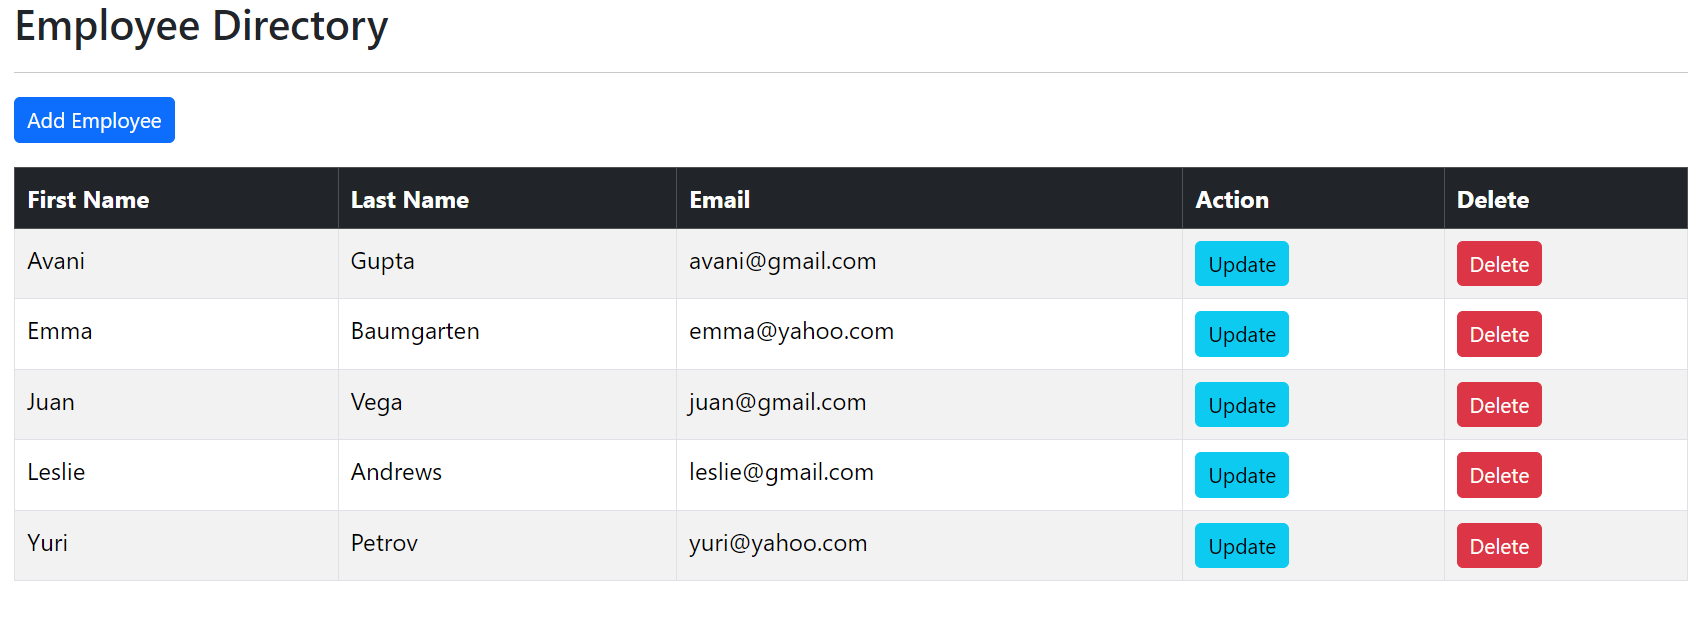 Employee Directory
Add Employee
First Name Last Name Email Action Delete
Avani Gupta avani@gmail.com Update Delete
Emma Baumgarten emma@yahoo.com Update Delete
Juan Vega juan@gmail.com Update Delete
Leslie Andrews leslie@gmail.com Update Delete
Yuri Petrov yuri@yahoo.com Update Delete